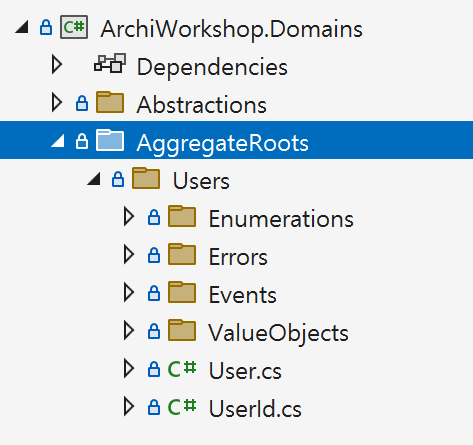 C# ArchiWorkshop.Domains
Dependencies
Abstractions
AggregateRoots
Users
Enumerations
Errors
Events
ValueObjects
C# User.cs
C# UserId.cs